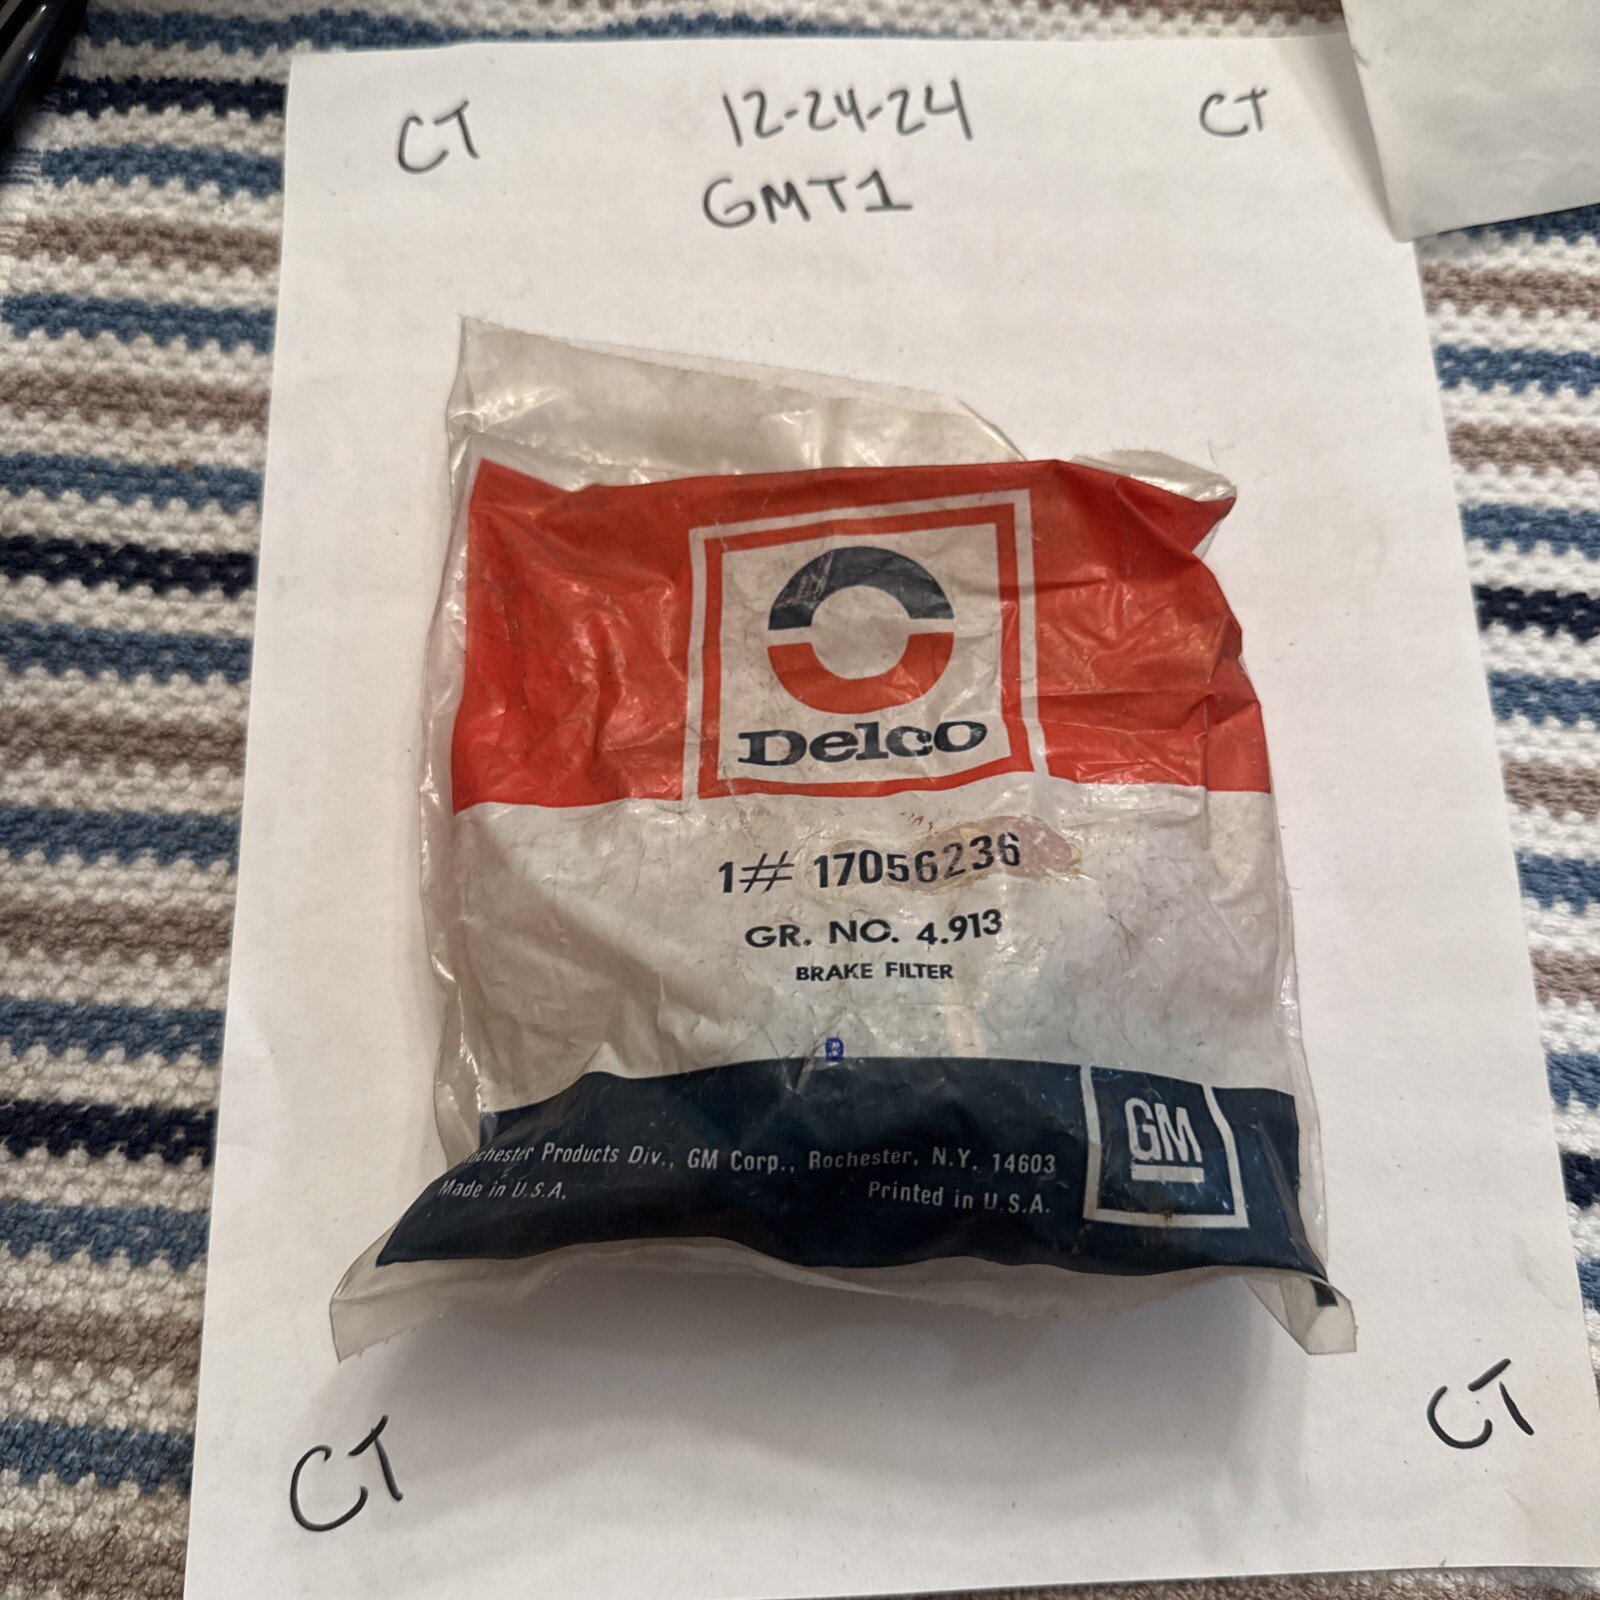 CT 12-24-24 CT
GMT1
Delco
1# 17056236
GR. NO. 4.913
BRAKE FILTER
GM
Products Div., GM Corp., Rochester, N.Y. 14603
Made in U.S.A. Printed in U.S.A.
CT CT